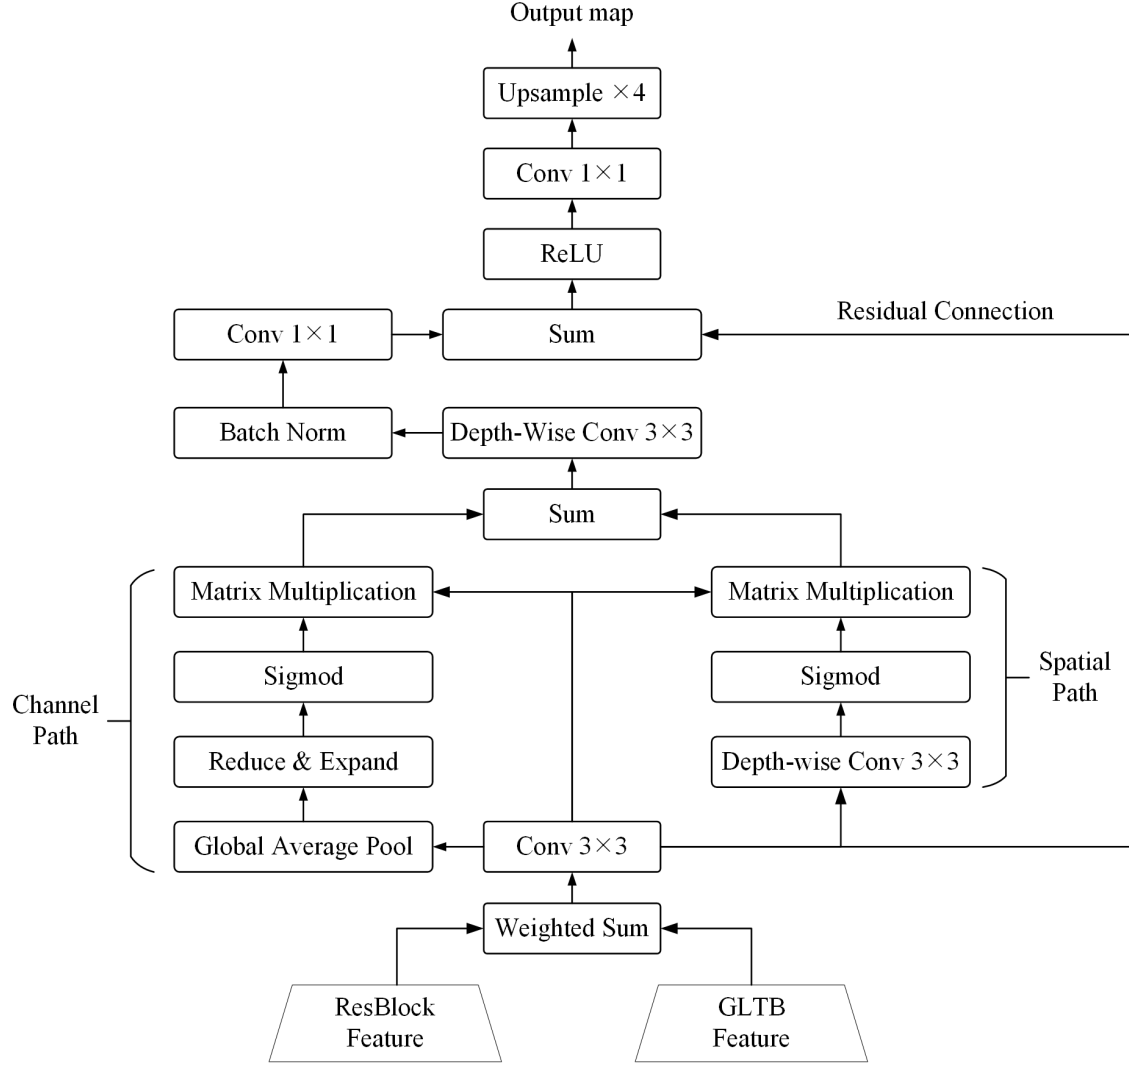 Output map
Upsample ×4
Conv 1×1
ReLU
Residual Connection
Conv 1×1
Sum
Batch Norm
Depth-Wise Conv 3×3
Sum
Matrix Multiplication
Matrix Multiplication
Sigmod
Sigmod
Spatial
Path
Channel
Path
Reduce & Expand
Depth-wise Conv 3×3
Global Average Pool
Conv 3×3
Weighted Sum
ResBlock
Feature
GLTB
Feature